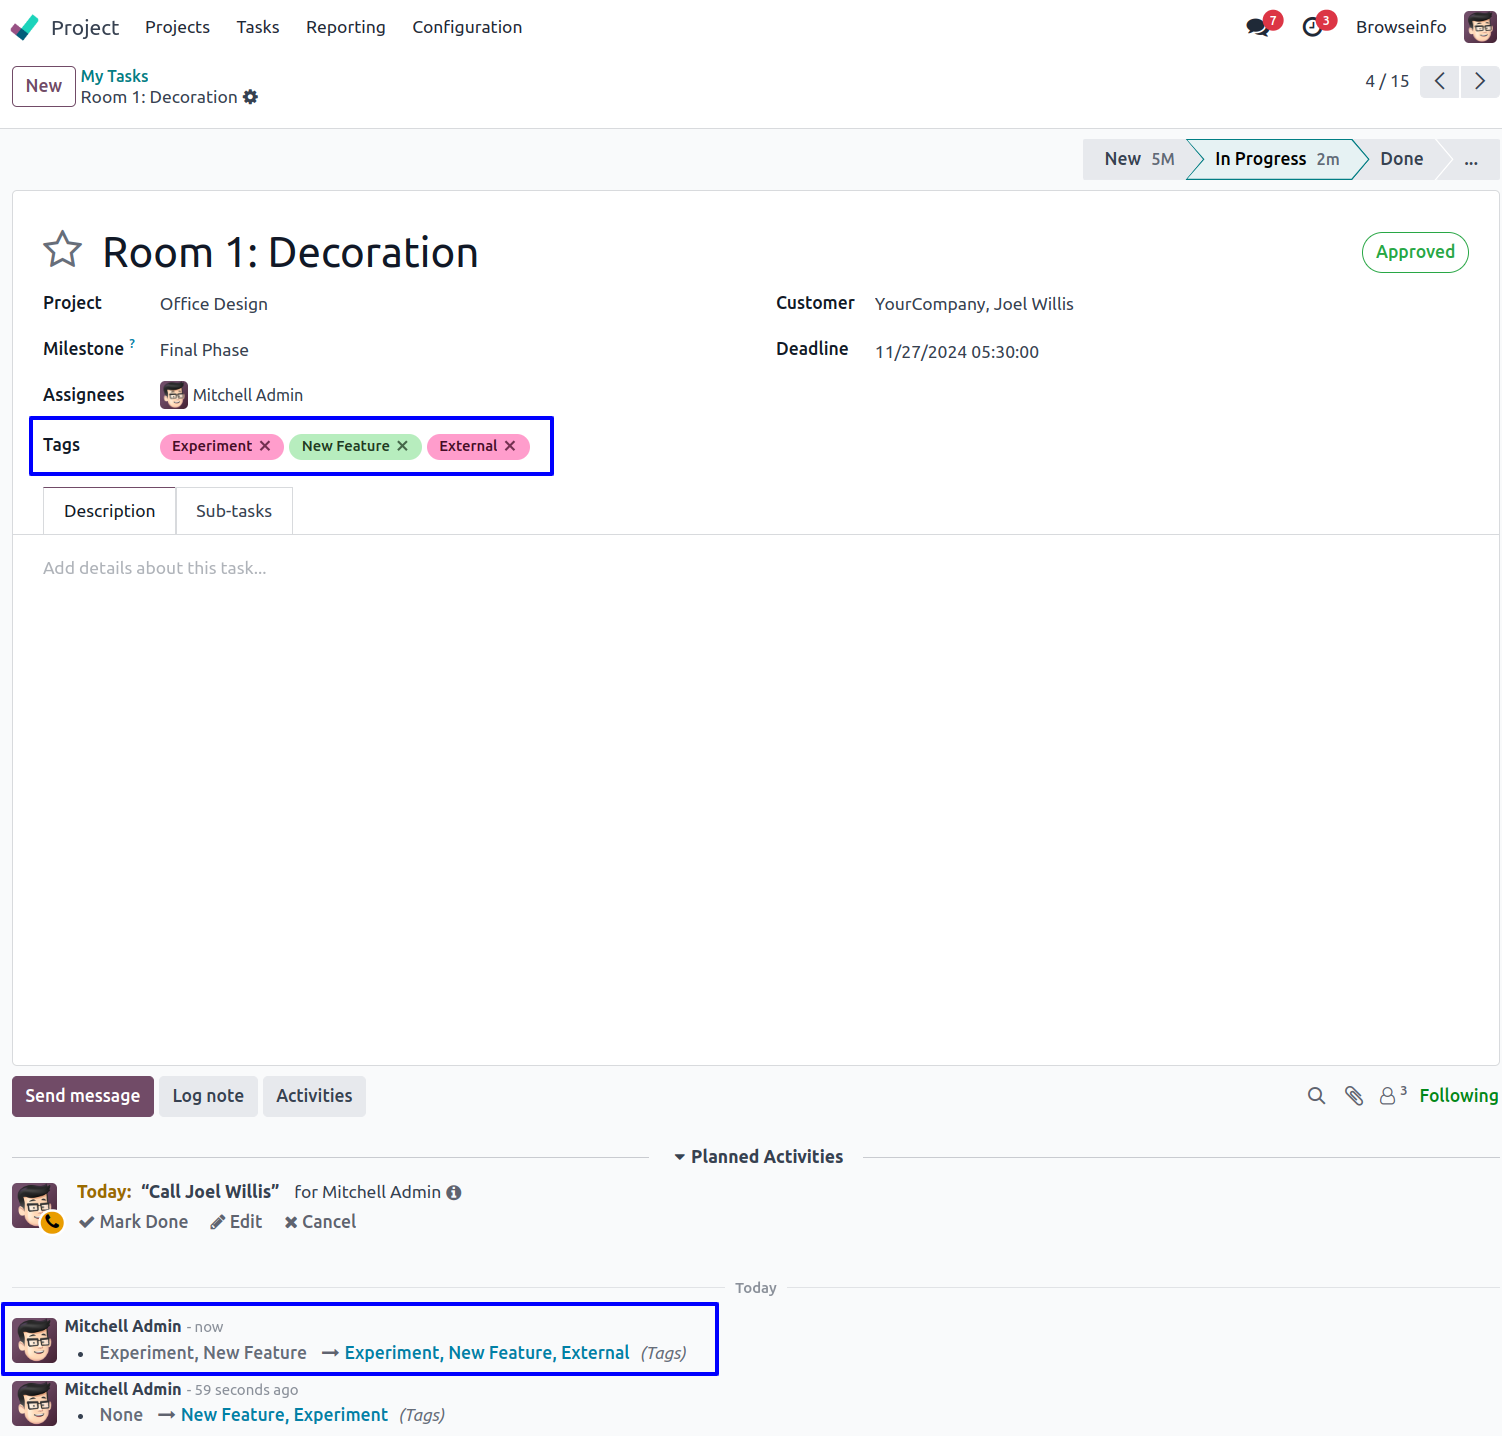 Project Projects Tasks Reporting Configuration 7 3 Browseinfo
New My Tasks 4 / 15
Room 1: Decoration
New 5M In Progress 2m Done ...
Room 1: Decoration Approved
Project Office Design Customer YourCompany, Joel Willis
Milestone ? Final Phase Deadline 11/27/2024 05:30:00
Assignees Mitchell Admin
Tags Experiment ✕ New Feature ✕ External ✕
Description Sub-tasks
Add details about this task...
Send message Log note Activities 3 Following
Planned Activities
Today: “Call Joel Willis” for Mitchell Admin
Mark Done Edit Cancel
Today
Mitchell Admin - now
• Experiment, New Feature → Experiment, New Feature, External (Tags)
Mitchell Admin - 59 seconds ago
• None → New Feature, Experiment (Tags)